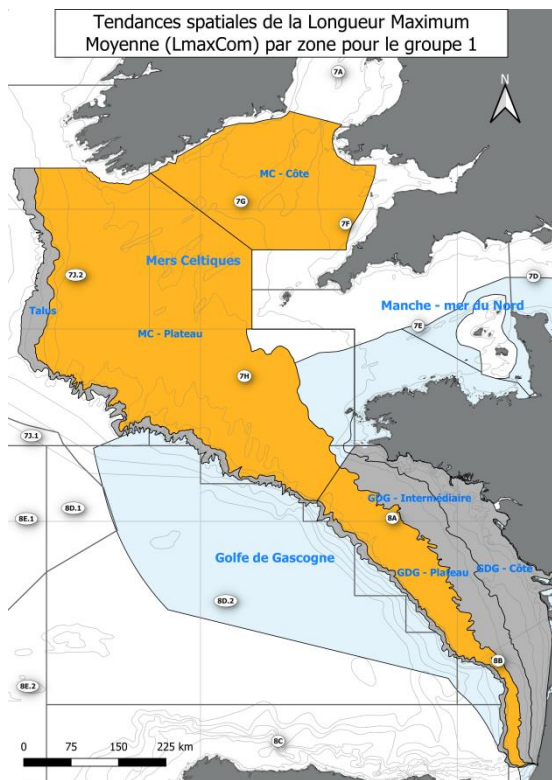 Tendances spatiales de la Longueur Maximum
Moyenne (LmaxCom) par zone pour le groupe 1
7A
N
MC - Côte
7G
7F
Mers Celtiques
7J.2
7D
Talus
Manche - mer du Nord
7E
MC - Plateau
7H
7J.1
GDG - Intermédiaire
8D.1
8E.1
8A
Golfe de Gascogne
GDG - Plateau
GDG - Côte
8D.2
8B
8E.2
8C
0 75 150 225 km